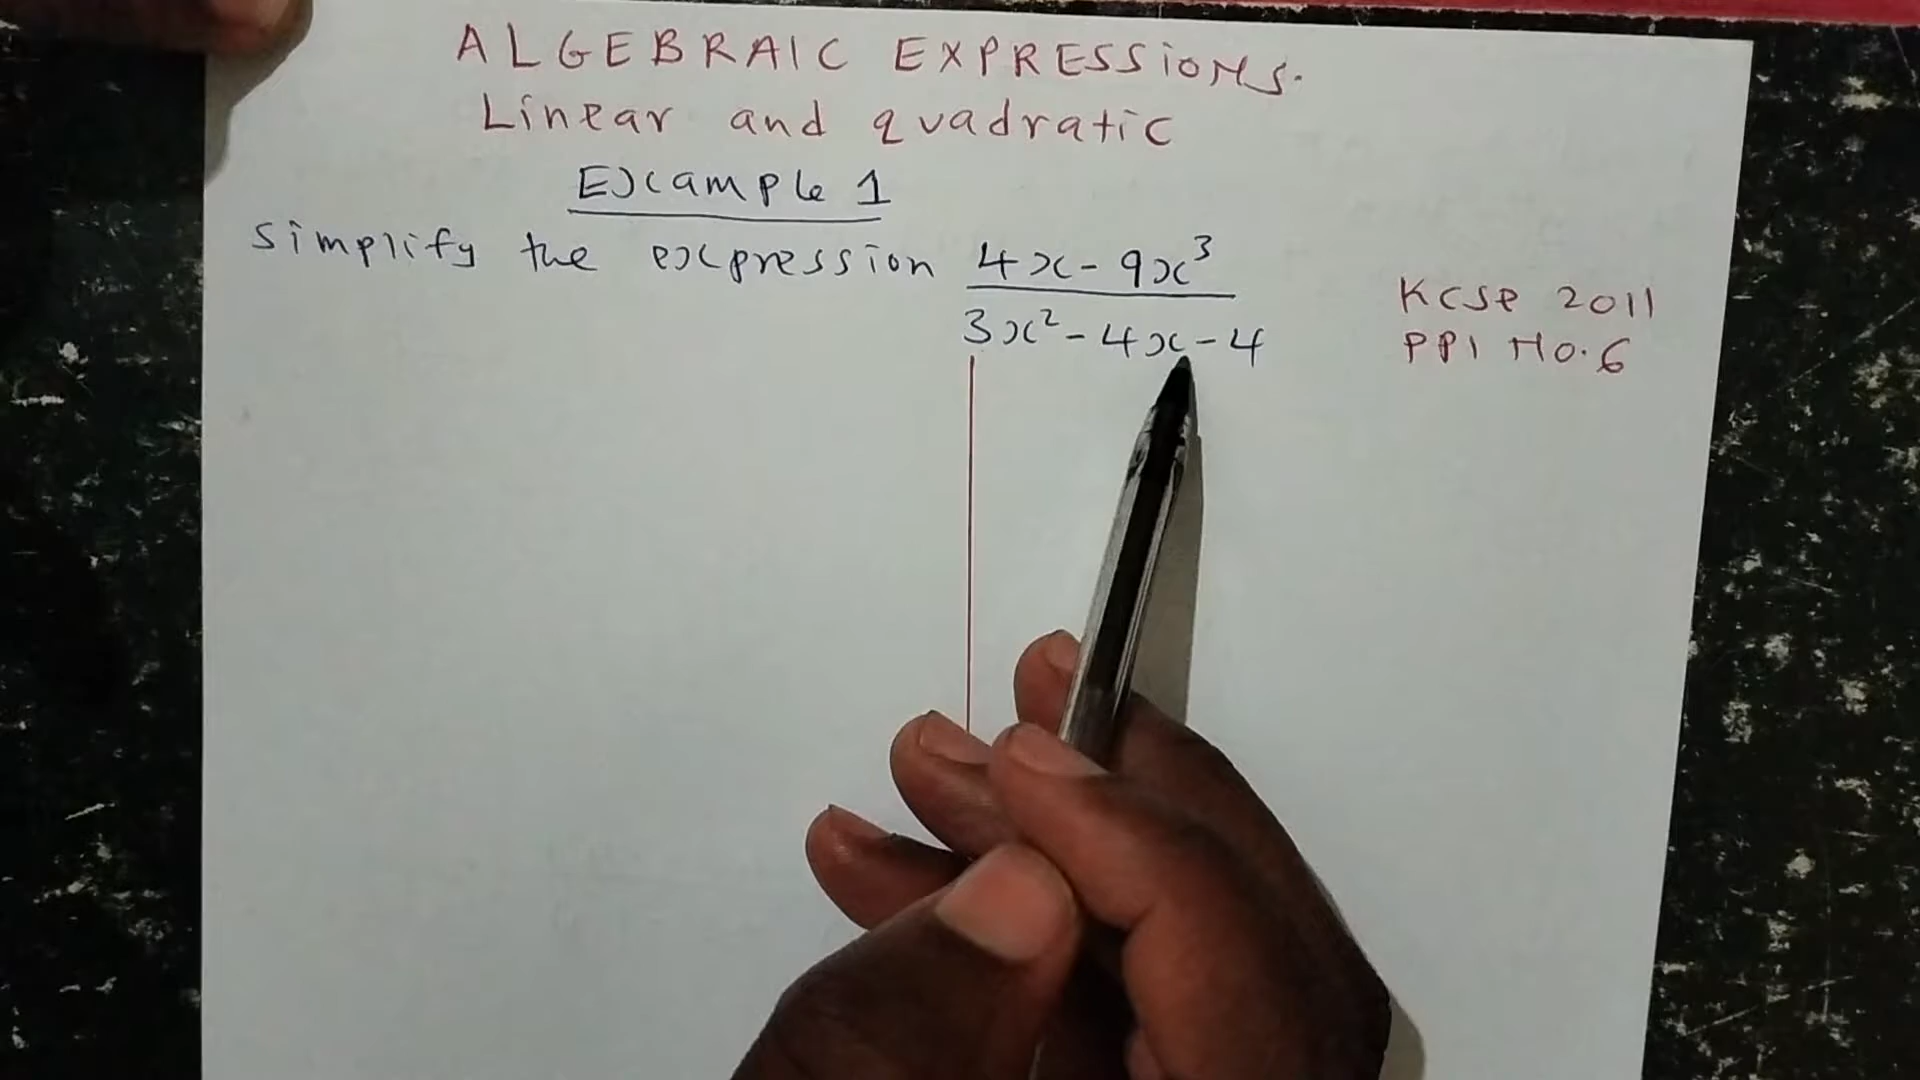 ALGEBRAIC EXPRESSIONS.
Linear and quadratic
Example 1
simplify the expression 4x - 9x³
3x² - 4x - 4
KCSE 2011
PP1 No. 6